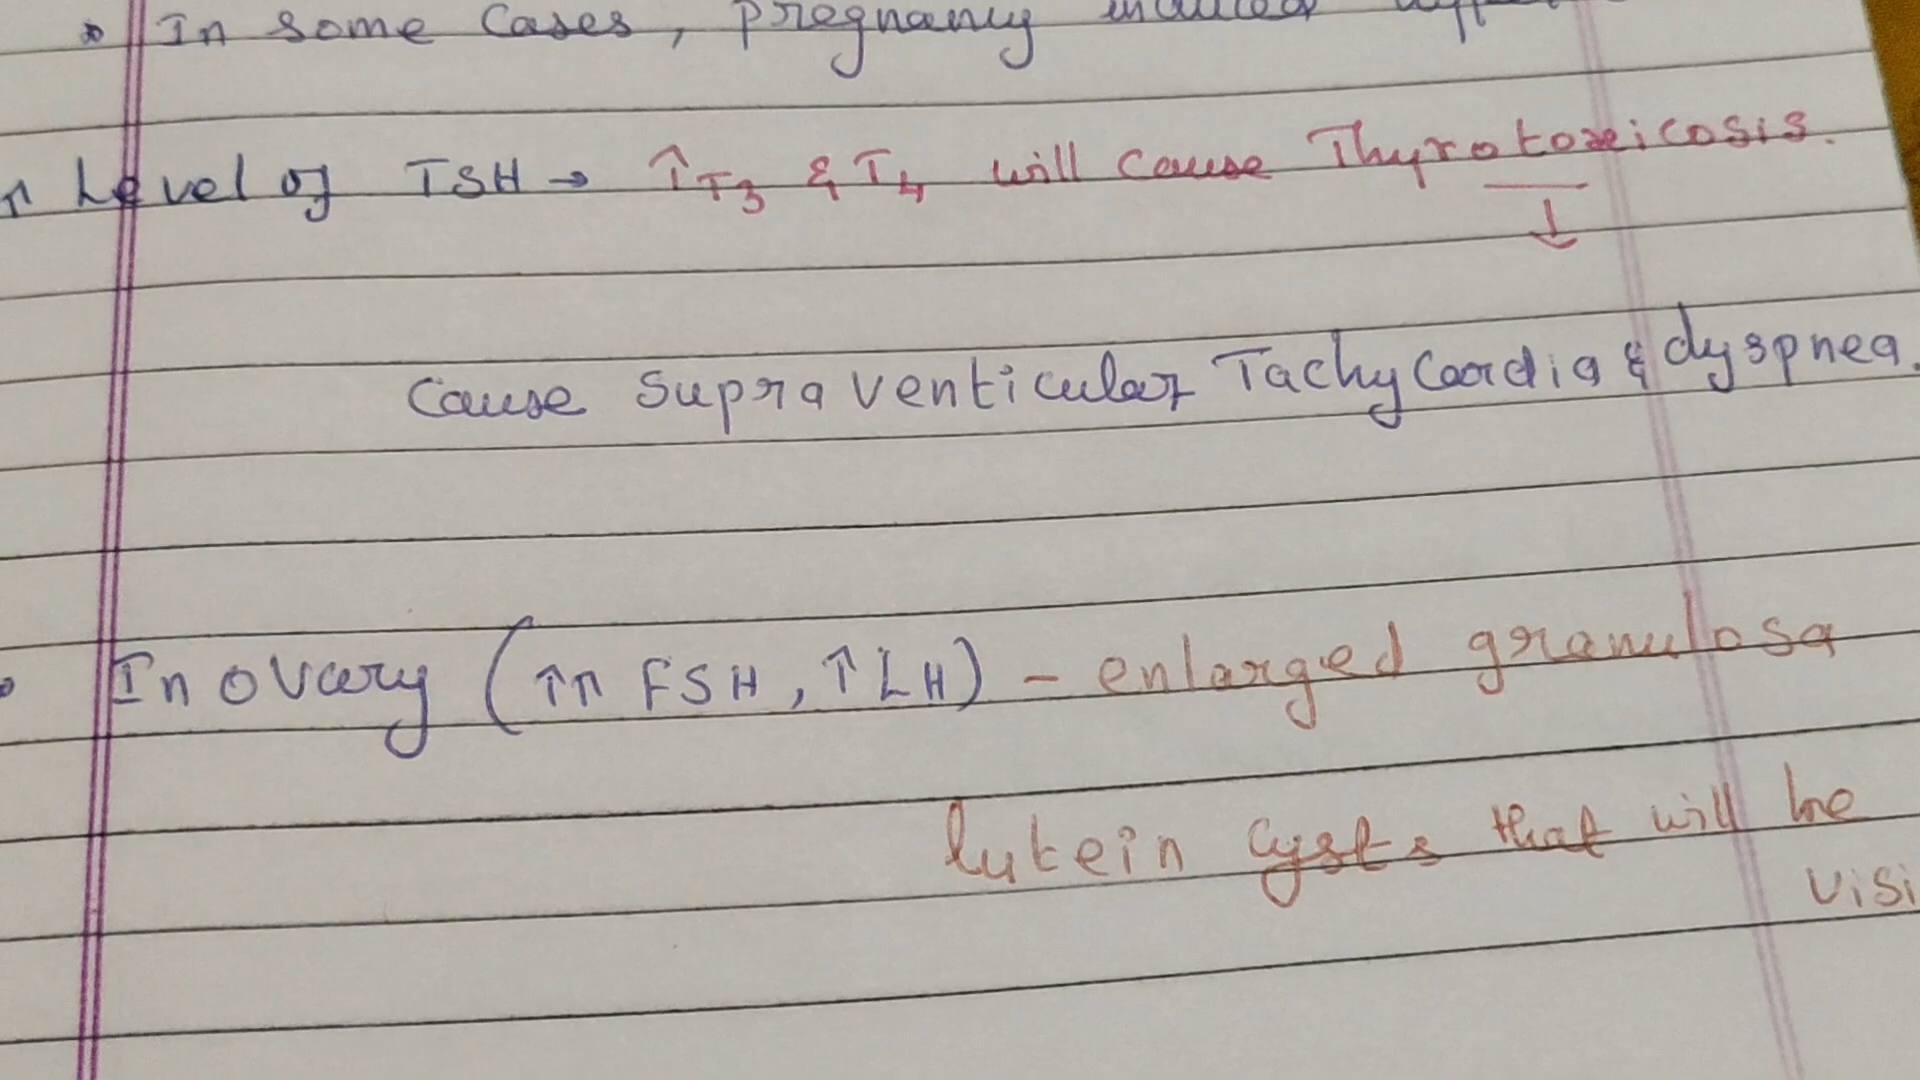 * In some Cases, pregnancy induced
↑ Level of TSH → ↑T3 & T4 will cause Thyrotoxicosis.
↓
Cause Supraventicular Tachycardia & dyspnea.
In ovary (↑↑ FSH, ↑LH) - enlarged granulosa
lutein cysts that will be
visi